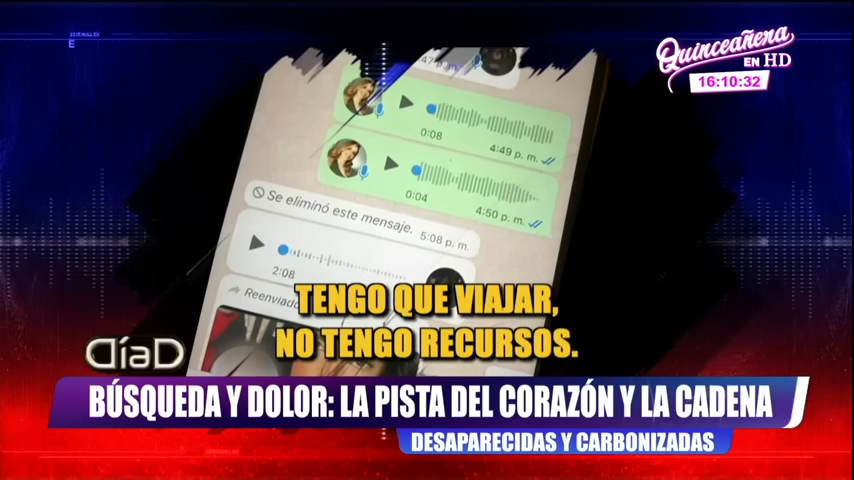 Quinceañera
EN HD
16:10:32
47 p. m.
0:08
4:49 p. m.
0:04
4:50 p. m.
Se eliminó este mensaje. 5:08 p. m.
2:08
Reenviado
TENGO QUE VIAJAR,
NO TENGO RECURSOS.
DíaD
BÚSQUEDA Y DOLOR: LA PISTA DEL CORAZÓN Y LA CADENA
DESAPARECIDAS Y CARBONIZADAS